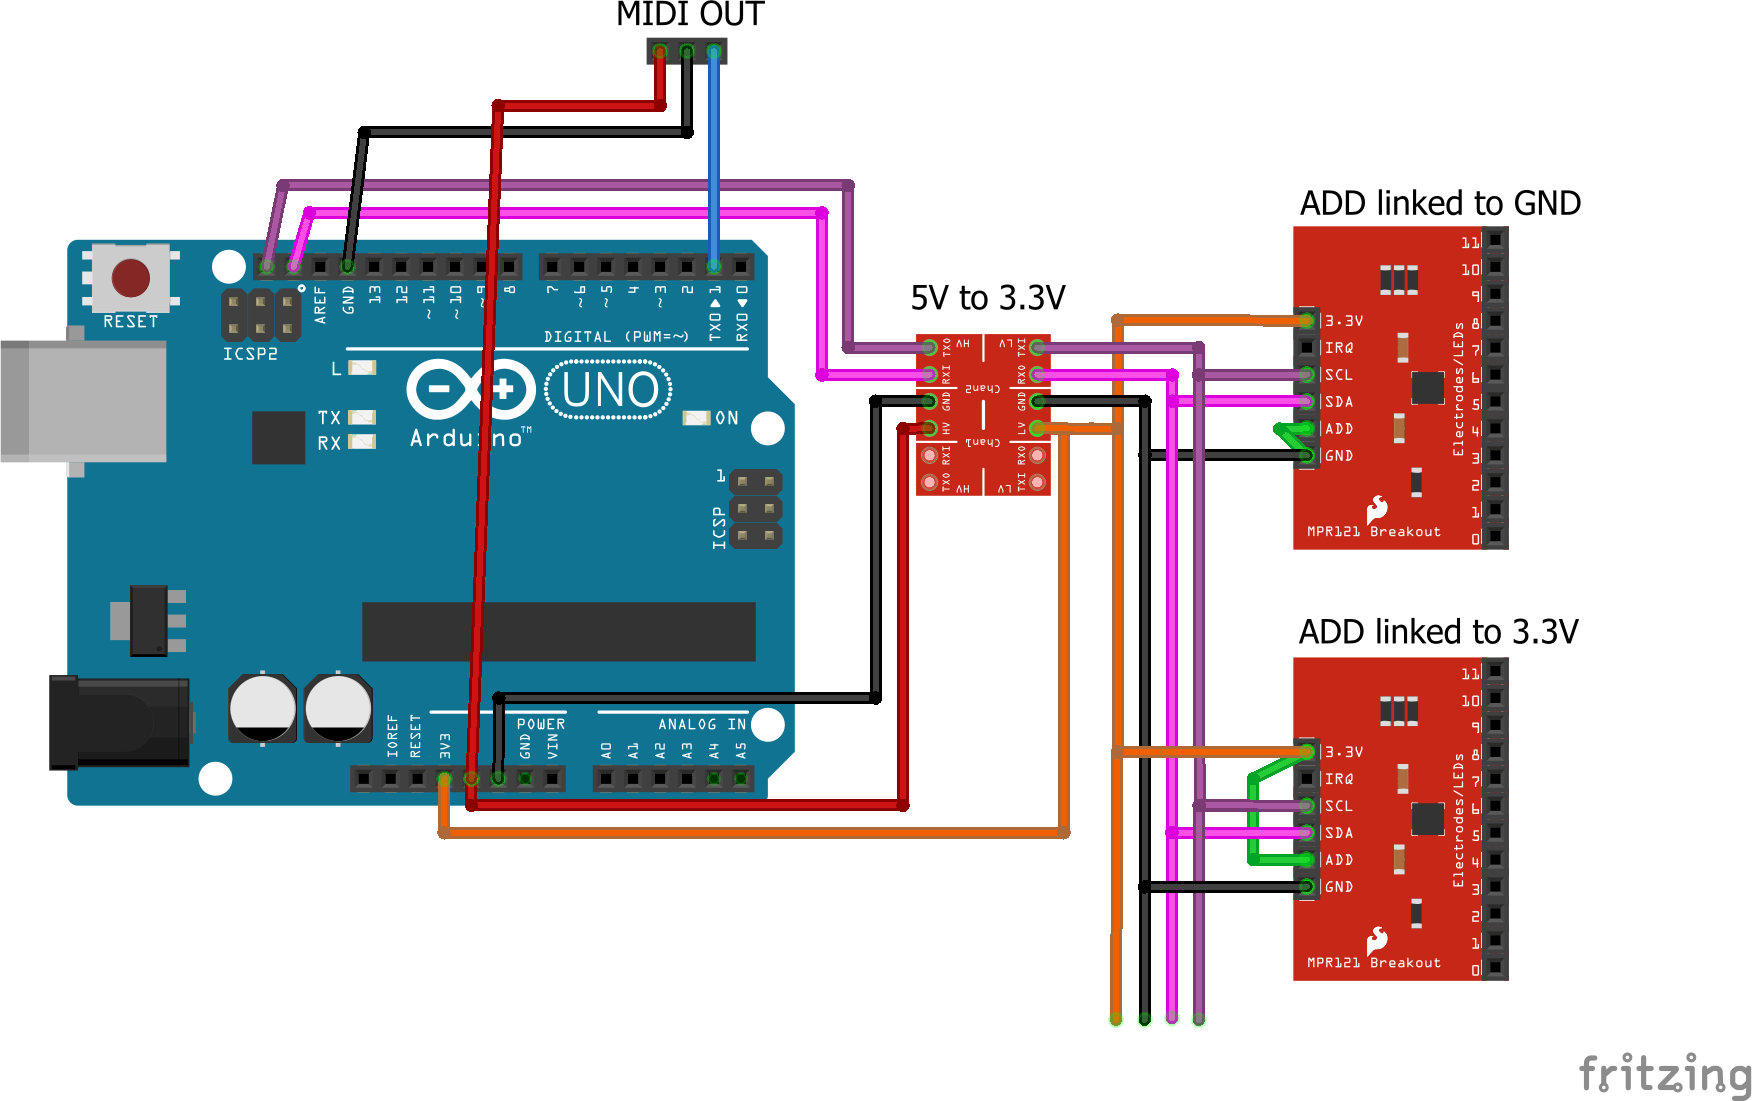 MIDI OUT
ADD linked to GND
RESET
ICSP2
AREF
GND
13
12
~11
~10
~9
8
7
~6
~5
4
~3
2
TX0▶1
RX0◀0
DIGITAL (PWM=~)
L
TX
RX
UNO
Arduino™
ON
1
ICSP
IOREF
RESET
3V3
GND
VIN
POWER
ANALOG IN
A0
A1
A2
A3
A4
A5
5V to 3.3V
TXO
HV
LV
TXI
RXI
RXO
Chan2
GND
GND
HV
LV
Chan1
RXI
RXO
TXO
HV
LV
TXI
3.3V
IRQ
SCL
SDA
ADD
GND
11
10
9
8
7
6
5
4
3
2
1
0
Electrodes/LEDs
MPR121 Breakout
ADD linked to 3.3V
3.3V
IRQ
SCL
SDA
ADD
GND
11
10
9
8
7
6
5
4
3
2
1
0
Electrodes/LEDs
MPR121 Breakout
fritzing